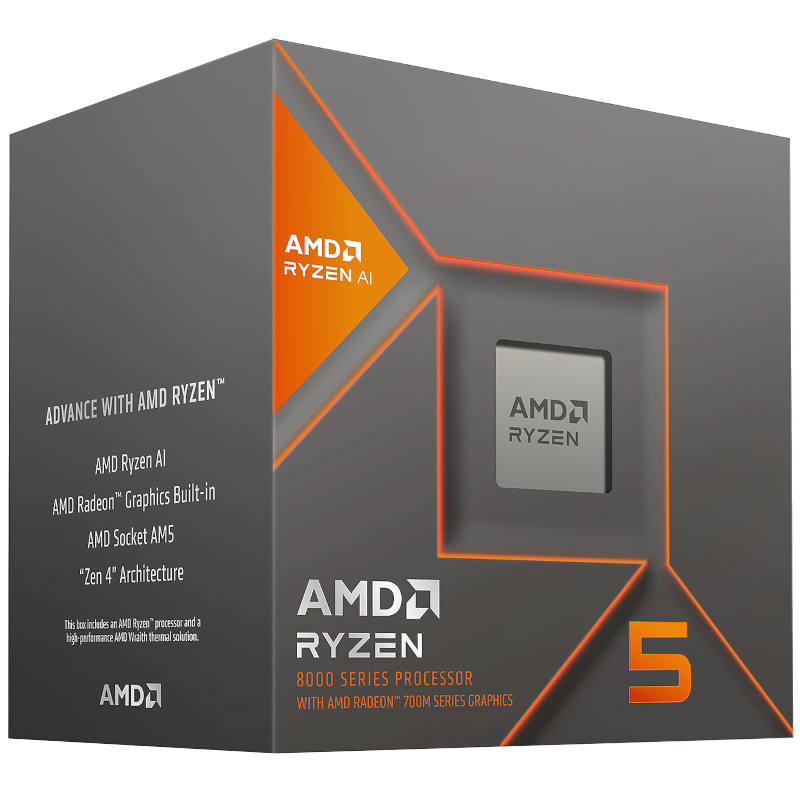 ADVANCE WITH AMD RYZEN™
AMD Ryzen AI
AMD Radeon™ Graphics Built-in
AMD Socket AM5
“Zen 4” Architecture
This box includes an AMD Ryzen™ processor and a
high-performance AMD Wraith thermal solution.
AMD
AMD
RYZEN AI
AMD
RYZEN
AMD
RYZEN
8000 SERIES PROCESSOR
WITH AMD RADEON™ 700M SERIES GRAPHICS
5